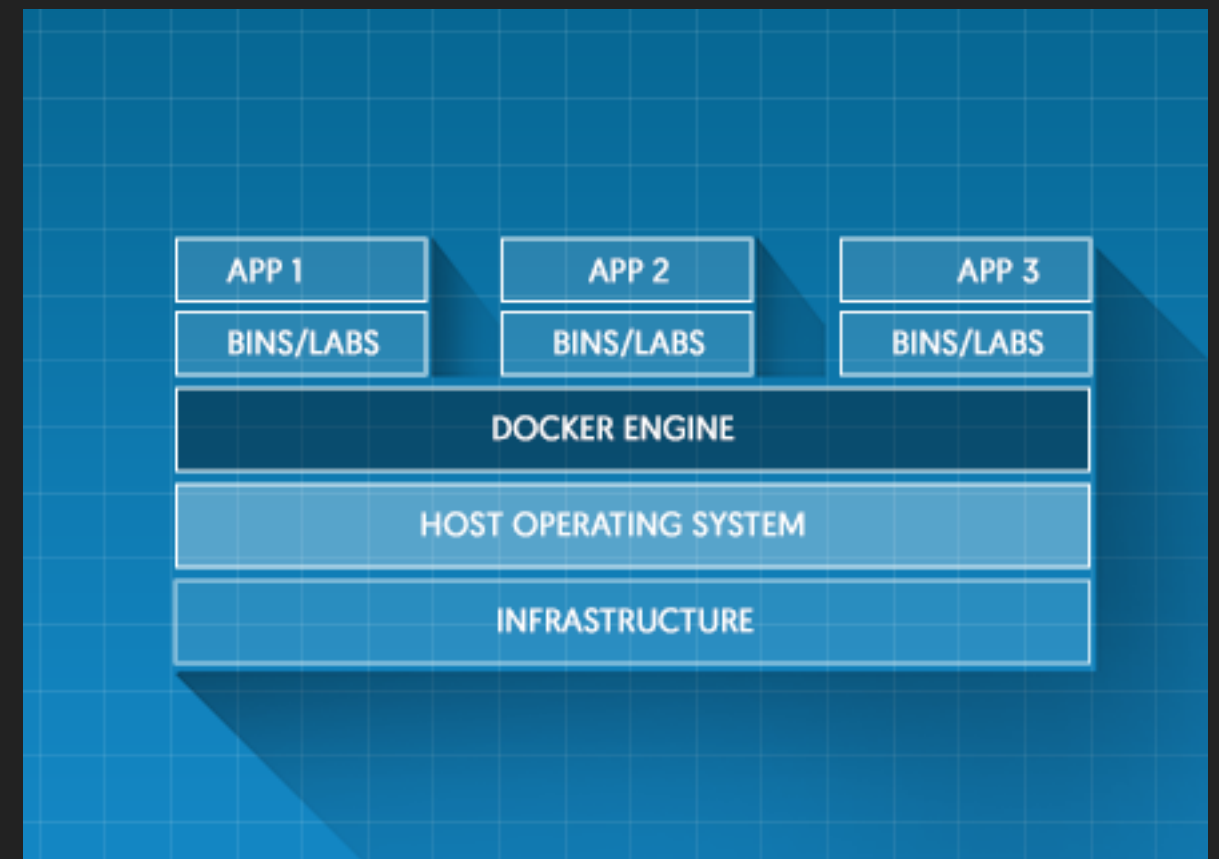 APP 1
APP 2
APP 3
BINS/LABS
BINS/LABS
BINS/LABS
DOCKER ENGINE
HOST OPERATING SYSTEM
INFRASTRUCTURE